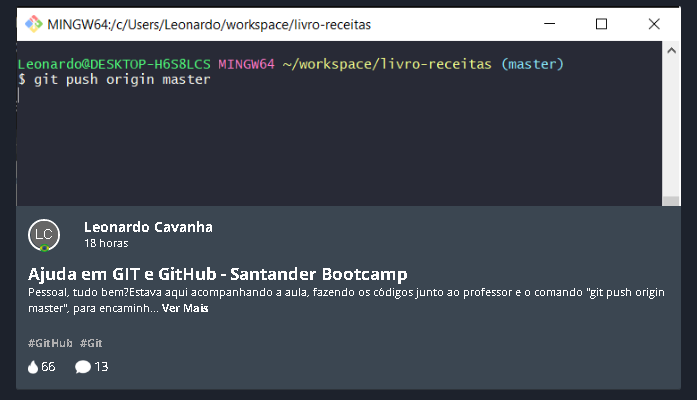 MINGW64:/c/Users/Leonardo/workspace/livro-receitas
Leonardo@DESKTOP-H6S8LCS MINGW64 ~/workspace/livro-receitas (master)
$ git push origin master
LC
Leonardo Cavanha
18 horas
Ajuda em GIT e GitHub - Santander Bootcamp
Pessoal, tudo bem?Estava aqui acompanhando a aula, fazendo os códigos junto ao professor e o comando "git push origin
master", para encaminh... Ver Mais
#GitHub #Git
66 13